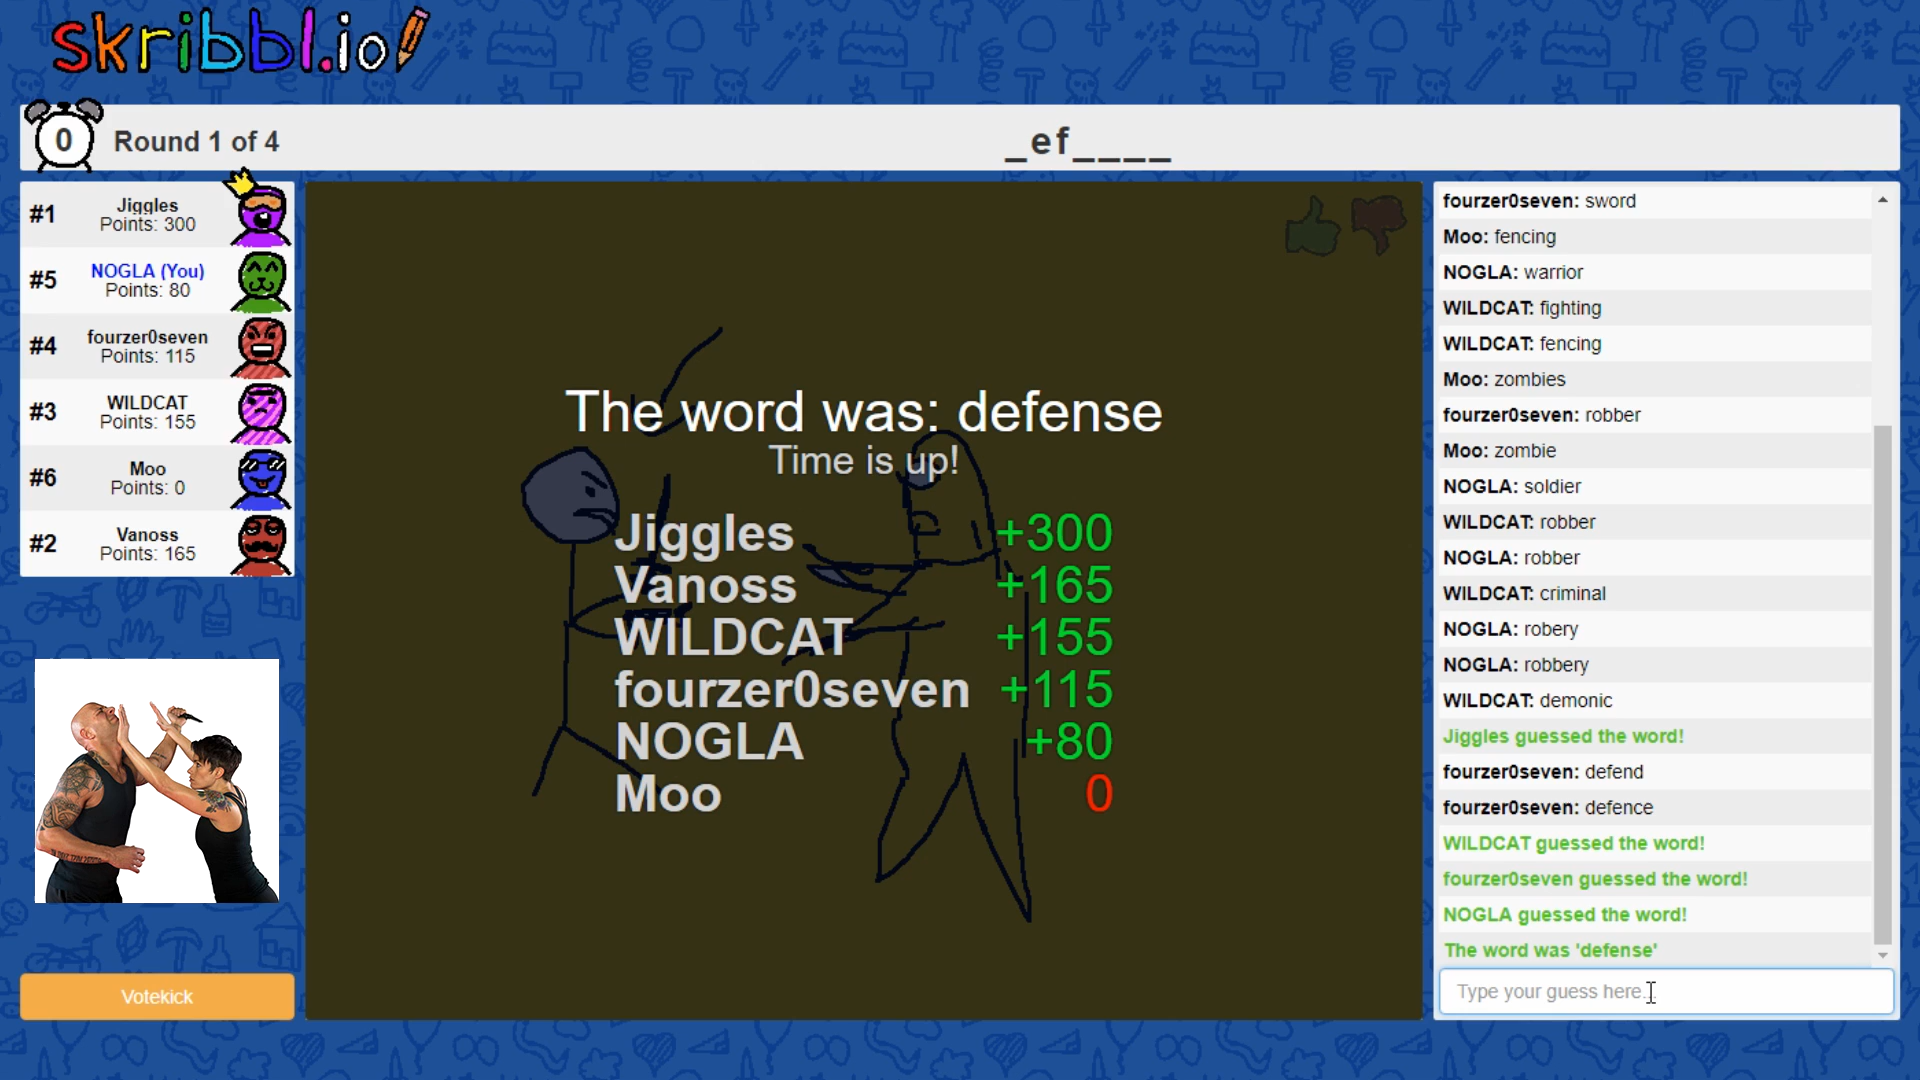 skribbl.io
0
Round 1 of 4
_ef____
#1
Jiggles
Points: 300
#5
NOGLA (You)
Points: 80
#4
fourzer0seven
Points: 115
#3
WILDCAT
Points: 155
#6
Moo
Points: 0
#2
Vanoss
Points: 165
Votekick
The word was: defense
Time is up!
Jiggles +300
Vanoss +165
WILDCAT +155
fourzer0seven +115
NOGLA +80
Moo 0
fourzer0seven: sword
Moo: fencing
NOGLA: warrior
WILDCAT: fighting
WILDCAT: fencing
Moo: zombies
fourzer0seven: robber
Moo: zombie
NOGLA: soldier
WILDCAT: robber
NOGLA: robber
WILDCAT: criminal
NOGLA: robery
NOGLA: robbery
WILDCAT: demonic
Jiggles guessed the word!
fourzer0seven: defend
fourzer0seven: defence
WILDCAT guessed the word!
fourzer0seven guessed the word!
NOGLA guessed the word!
The word was 'defense'
Type your guess here...